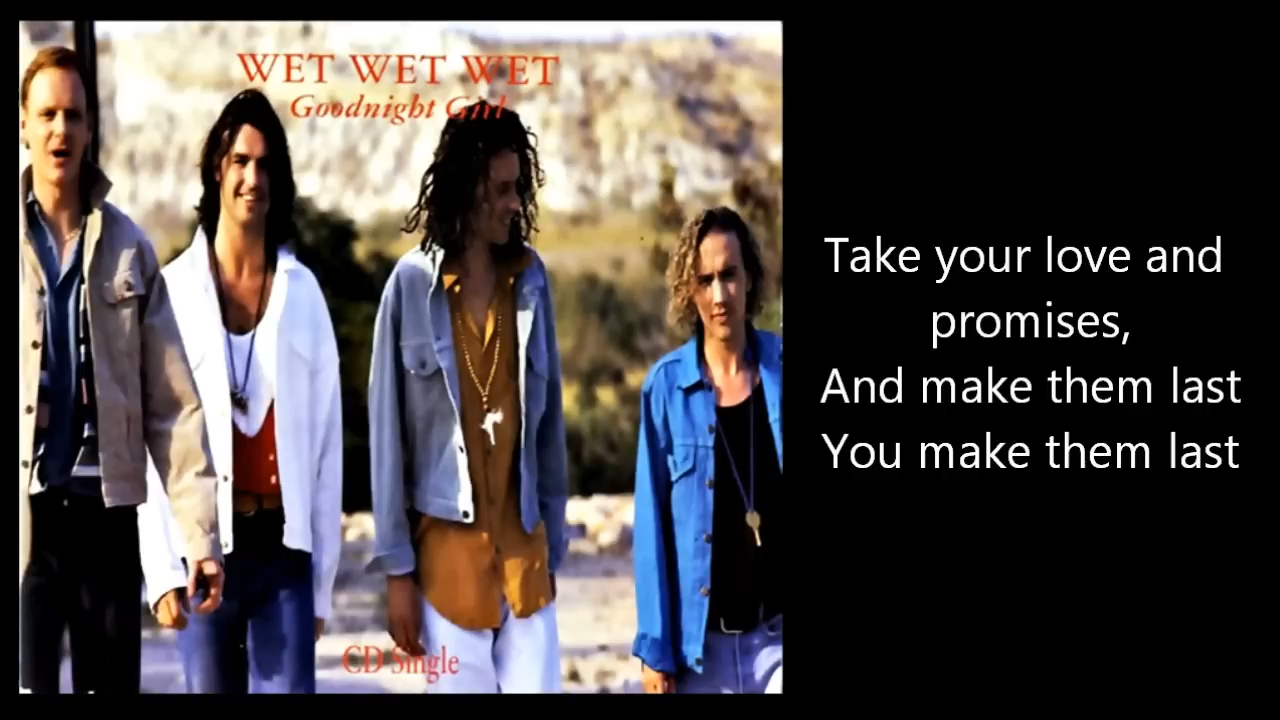 WET WET WET
Goodnight Girl
CD Single
Take your love and
promises,
And make them last
You make them last